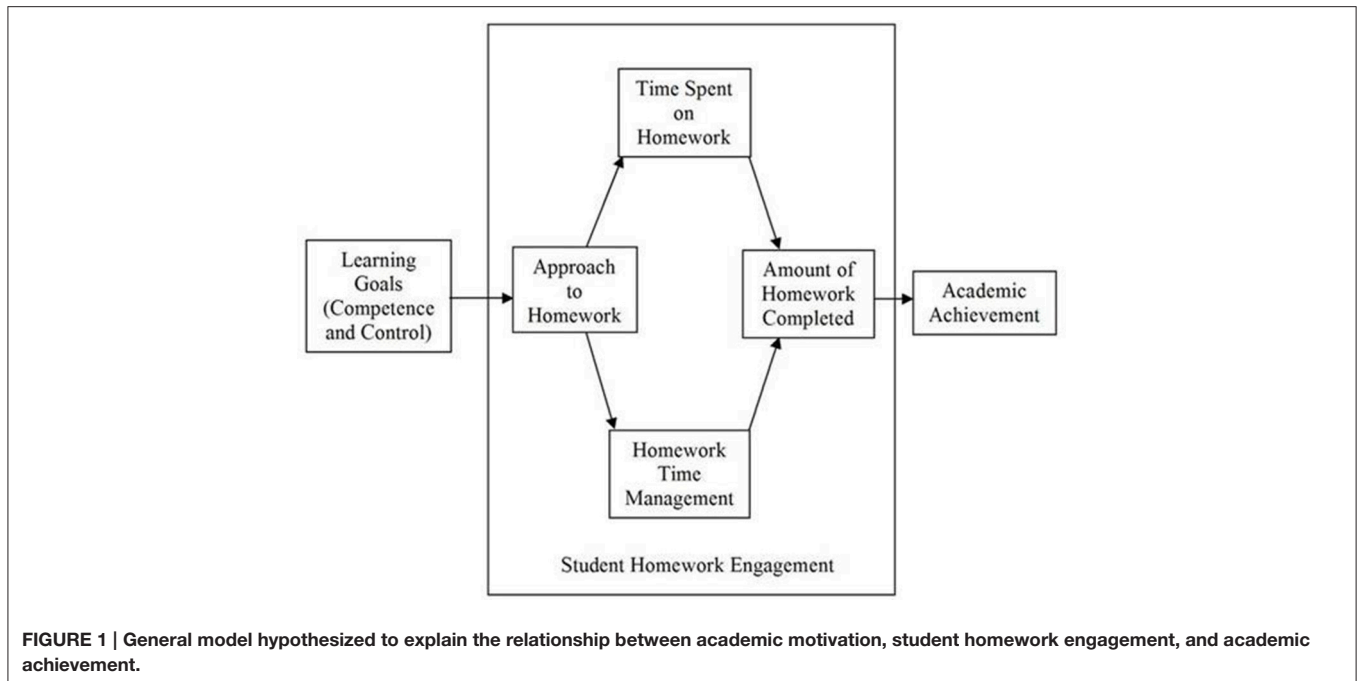 Time Spent
on
Homework
Learning
Goals
(Competence
and Control)
Approach
to
Homework
Amount of
Homework
Completed
Academic
Achievement
Homework
Time
Management
Student Homework Engagement
FIGURE 1 | General model hypothesized to explain the relationship between academic motivation, student homework engagement, and academic
achievement.